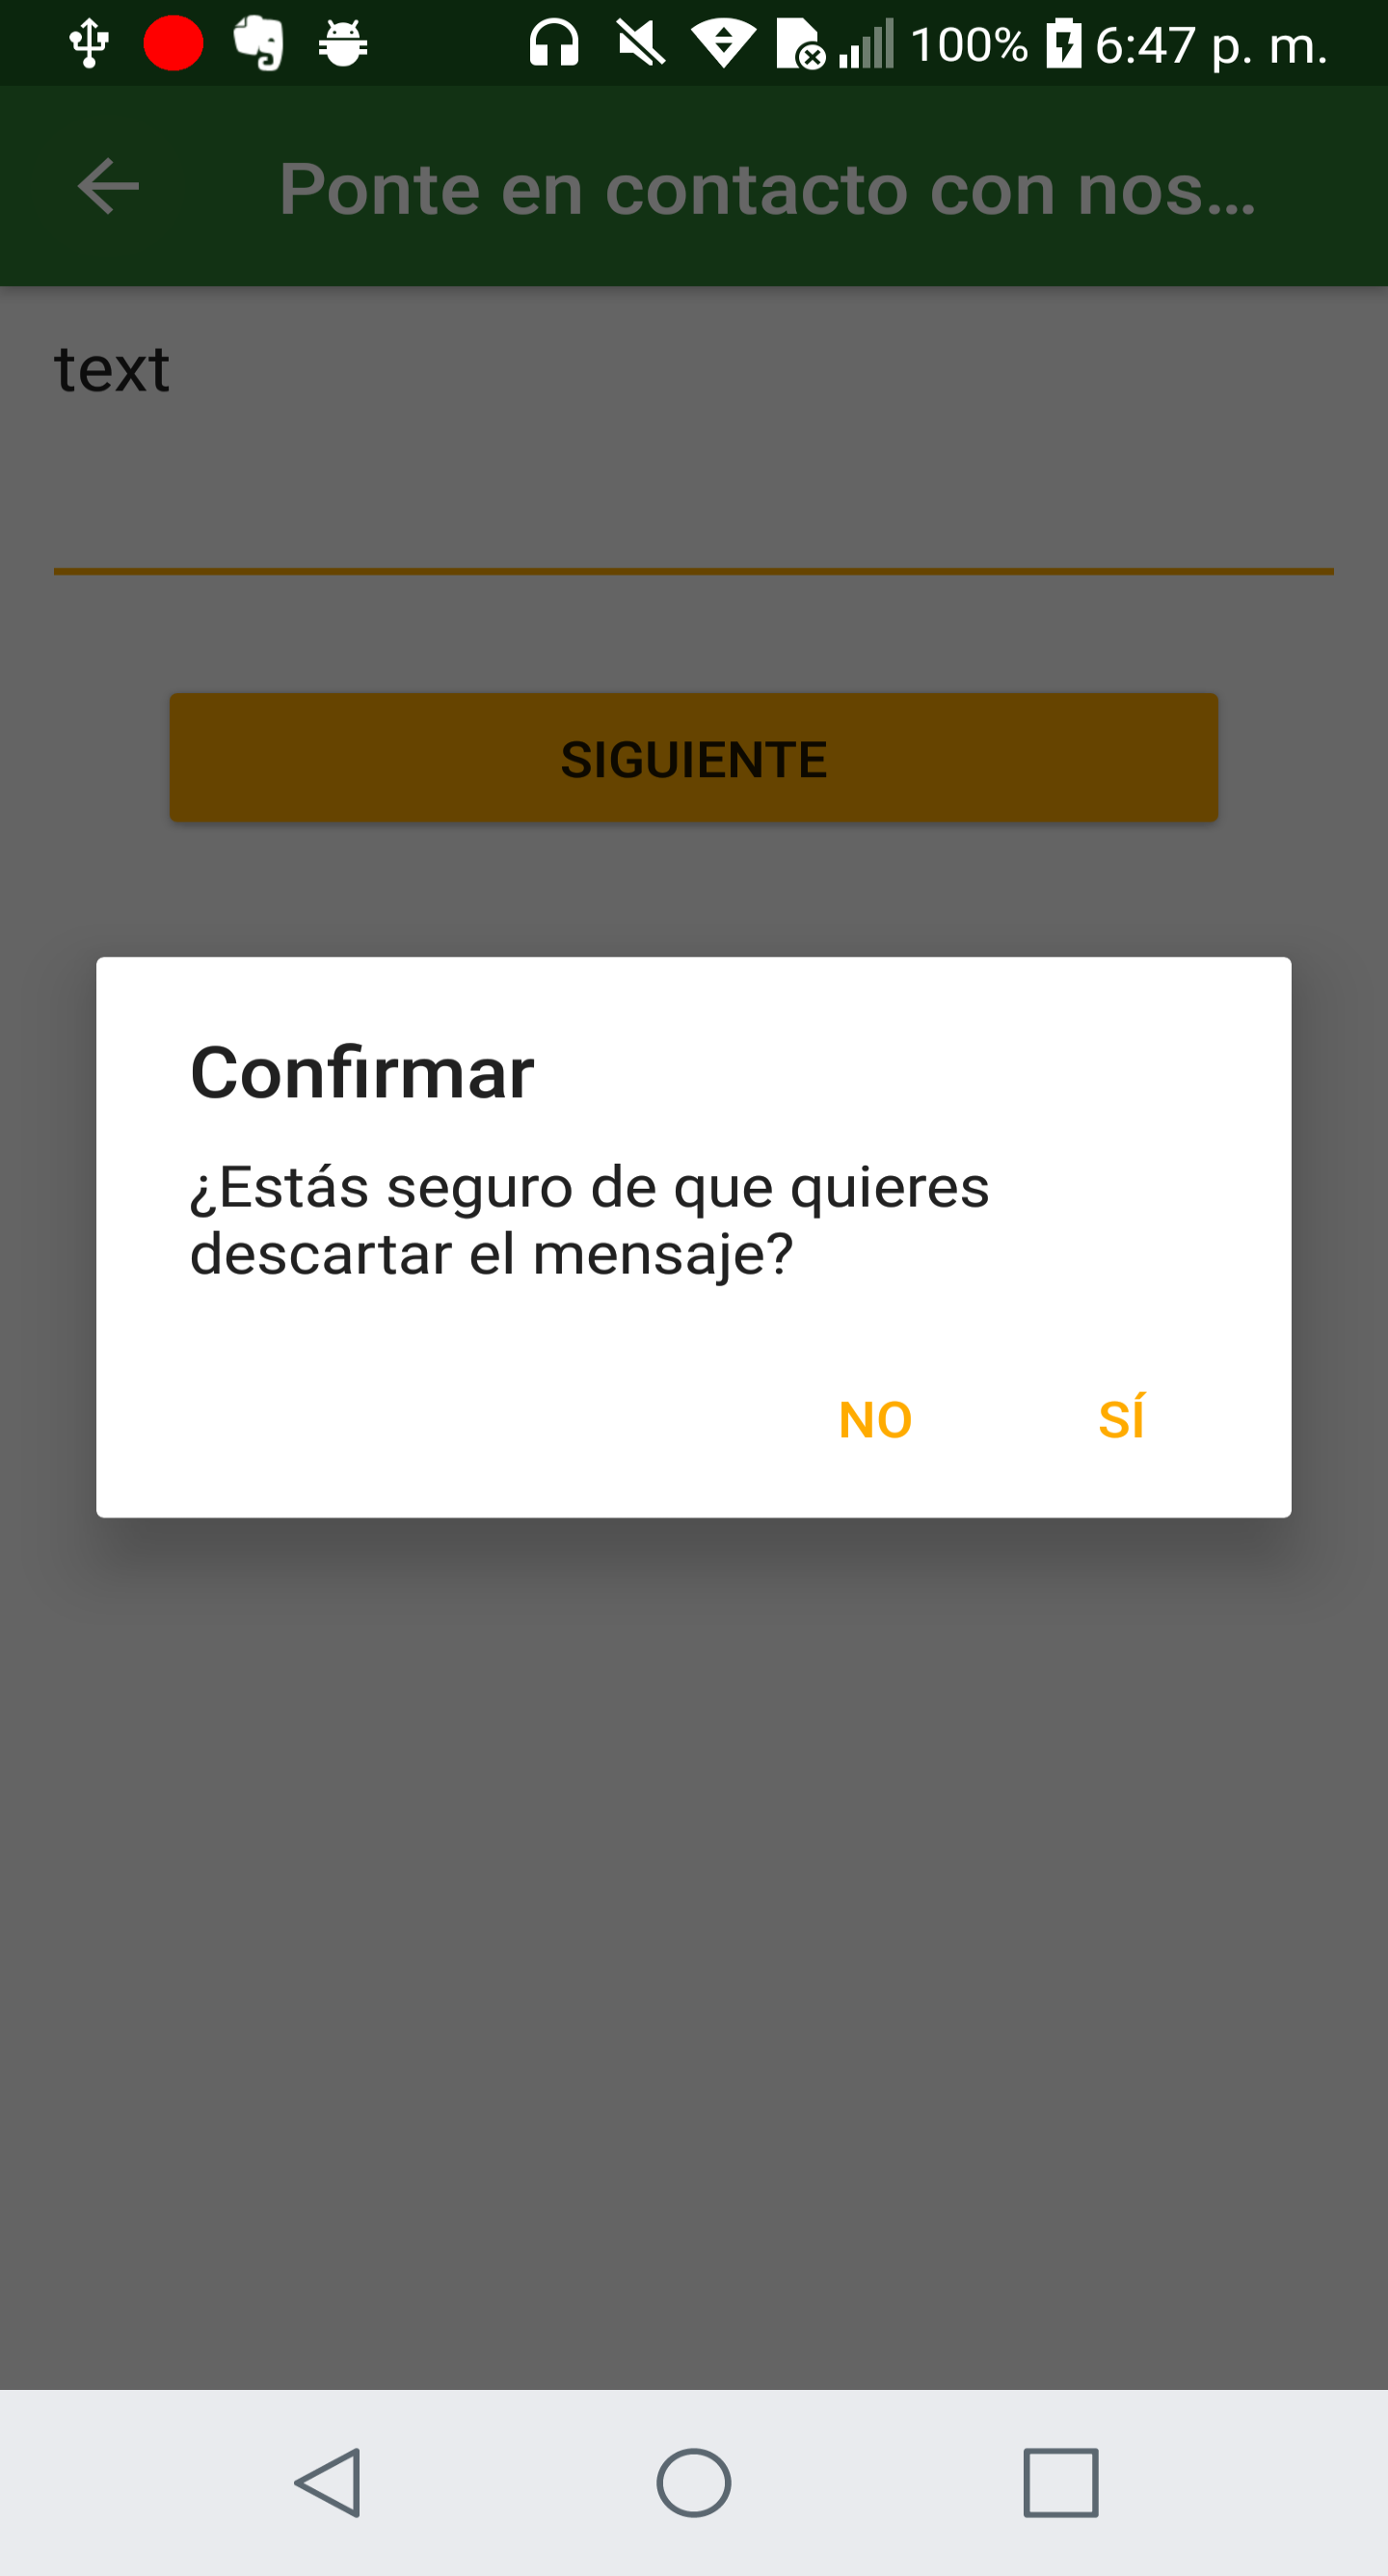 100% 6:47 p. m.
Ponte en contacto con nos...
text
SIGUIENTE
Confirmar
¿Estás seguro de que quieres
descartar el mensaje?
NO SÍ